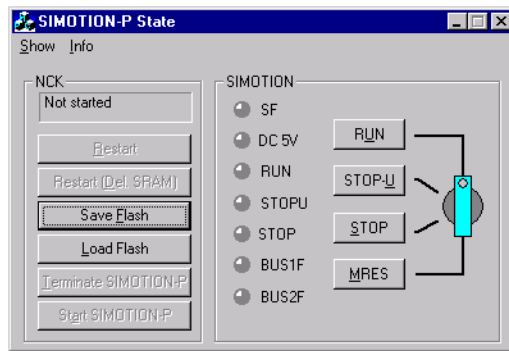 SIMOTION-P State
Show Info
NCK
Not started
Restart
Restart (Del. SRAM)
Save Flash
Load Flash
Terminate SIMOTION-P
Start SIMOTION-P
SIMOTION
SF
DC 5V
RUN
STOPU
STOP
BUS1F
BUS2F
RUN
STOP-U
STOP
MRES